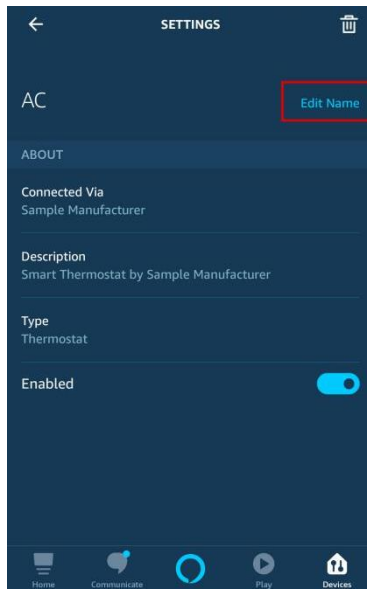 SETTINGS
AC
Edit Name
ABOUT
Connected Via
Sample Manufacturer
Description
Smart Thermostat by Sample Manufacturer
Type
Thermostat
Enabled
Home Communicate Play Devices